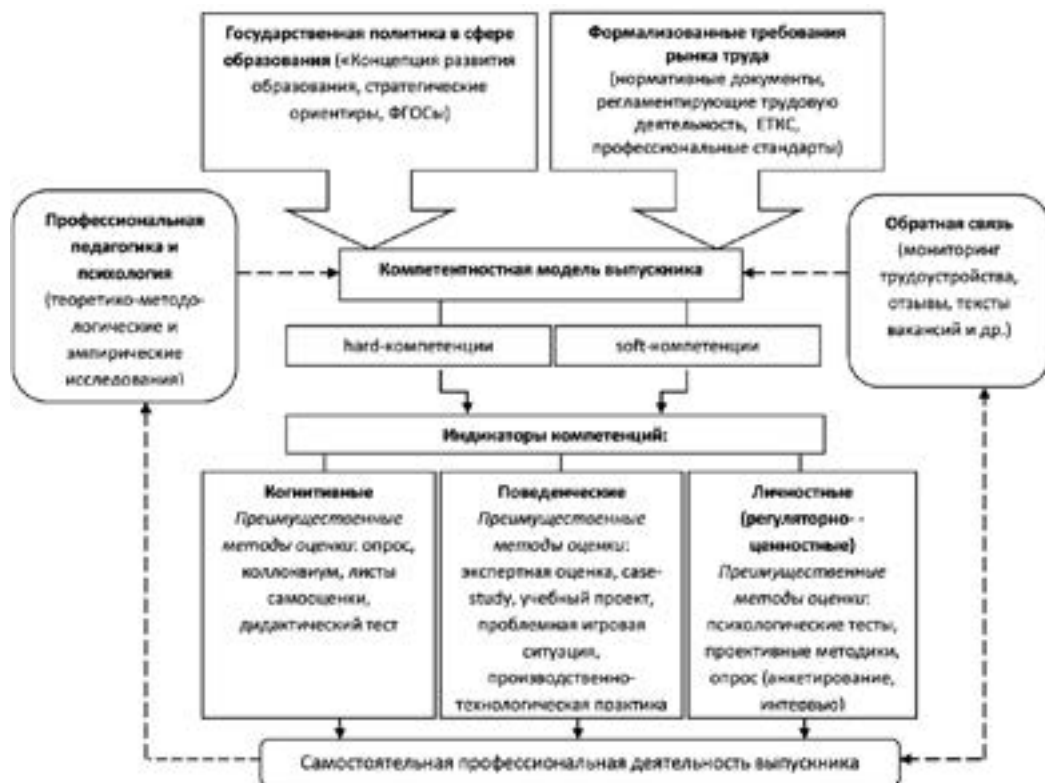 Государственная политика в сфере
образования («Концепция развития
образования, стратегические
ориентиры, ФГОСы)
Формализованные требования
рынка труда
(нормативные документы,
регламентирующие трудовую
деятельность, ЕТКС,
профессиональные стандарты)
Профессиональная
педагогика и
психология
(теоретико-методо-
логические и
эмпирические
исследования)
Компетентностная модель выпускника
Обратная связь
(мониторинг
трудоустройства,
отзывы, тексты
вакансий и др.)
hard-компетенции
soft-компетенции
Индикаторы компетенций:
Когнитивные
Преимущественные
методы оценки: опрос,
коллоквиум, листы
самооценки,
дидактический тест
Поведенческие
Преимущественные
методы оценки:
экспертная оценка, case-
study, учебный проект,
проблемная игровая
ситуация,
производственно-
технологическая практика
Личностные
(регуляторно- -
ценностные)
Преимущественные
методы оценки:
психологические тесты,
проективные методики,
опрос (анкетирование,
интервью)
Самостоятельная профессиональная деятельность выпускника